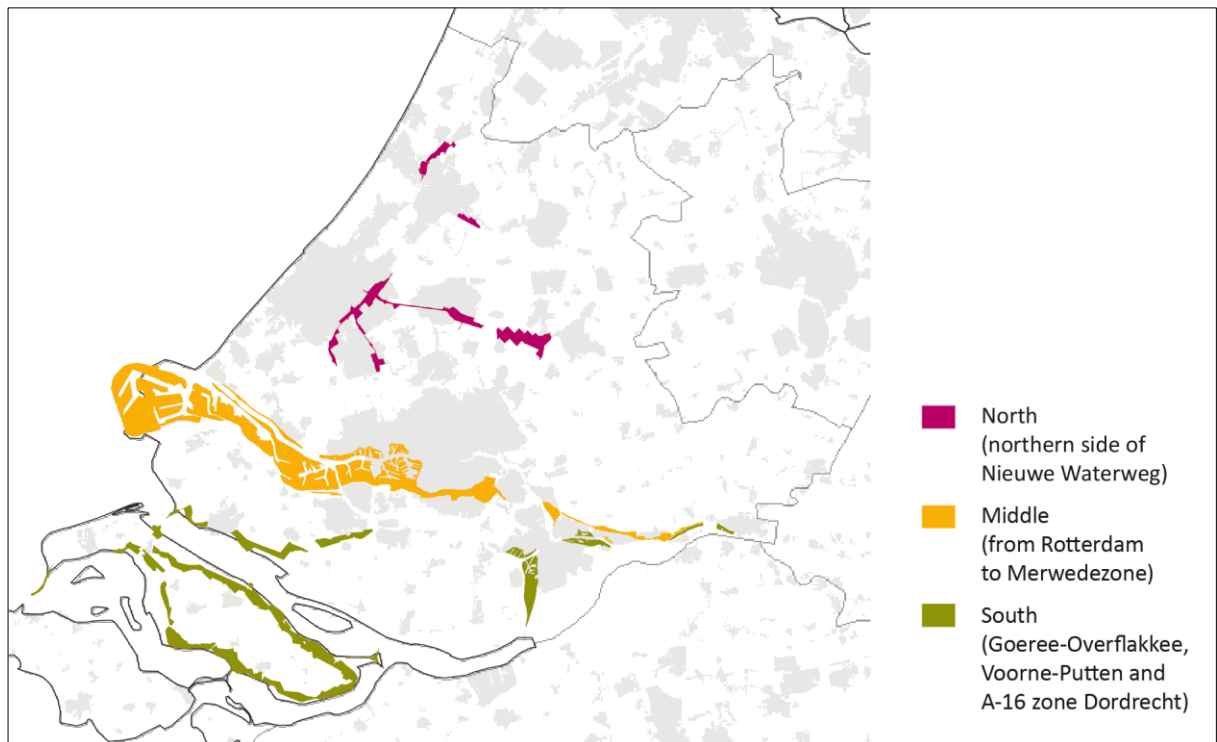 North
(northern side of
Nieuwe Waterweg)
Middle
(from Rotterdam
to Merwedezone)
South
(Goeree-Overflakkee,
Voorne-Putten and
A-16 zone Dordrecht)